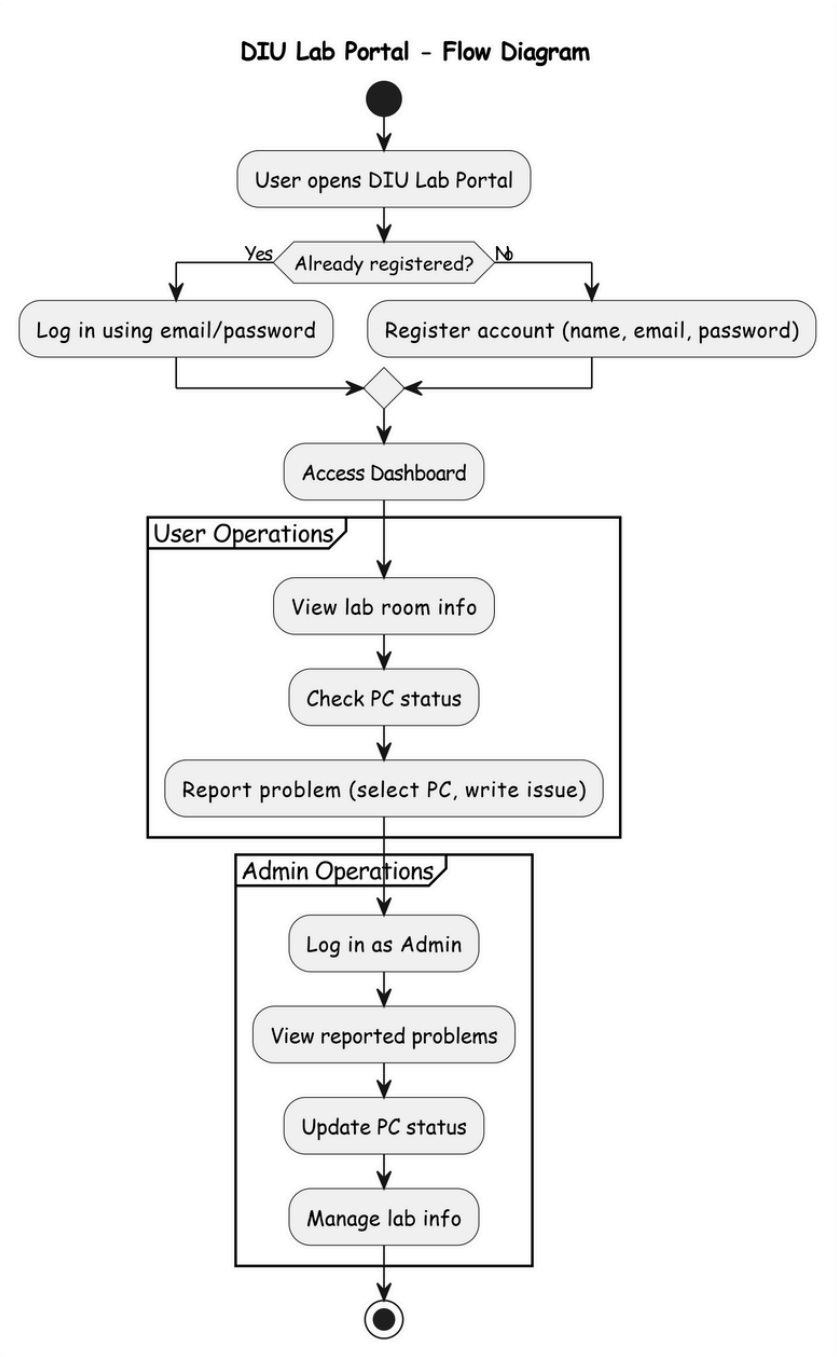 DIU Lab Portal - Flow Diagram
User opens DIU Lab Portal
Already registered?
Yes
No
Log in using email/password
Register account (name, email, password)
Access Dashboard
User Operations
View lab room info
Check PC status
Report problem (select PC, write issue)
Admin Operations
Log in as Admin
View reported problems
Update PC status
Manage lab info